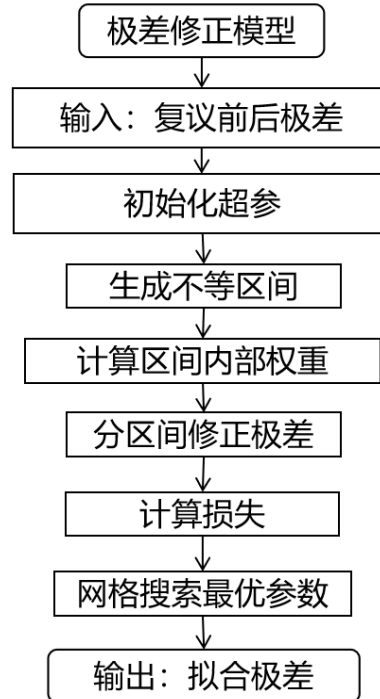 极差修正模型
输入：复议前后极差
初始化超参
生成不等区间
计算区间内部权重
分区间修正极差
计算损失
网格搜索最优参数
输出：拟合极差